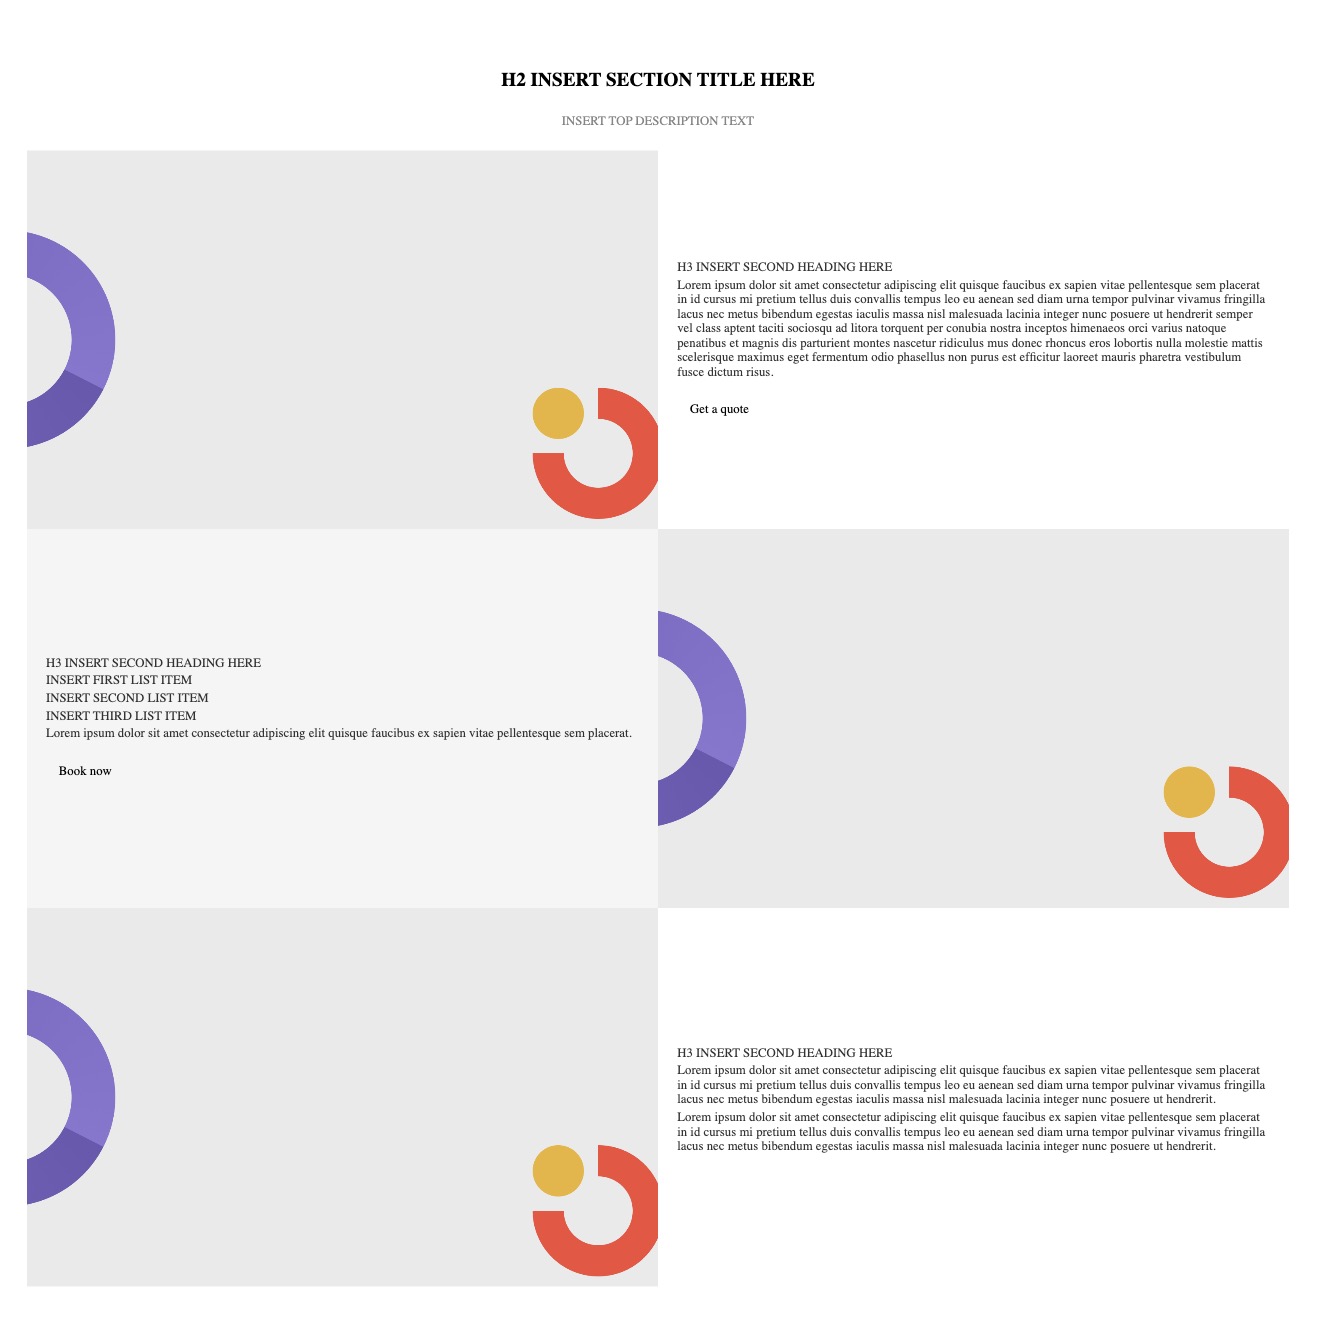 H2 INSERT SECTION TITLE HERE
INSERT TOP DESCRIPTION TEXT
H3 INSERT SECOND HEADING HERE
Lorem ipsum dolor sit amet consectetur adipiscing elit quisque faucibus ex sapien vitae pellentesque sem placerat
in id cursus mi pretium tellus duis convallis tempus leo eu aenean sed diam urna tempor pulvinar vivamus fringilla
lacus nec metus bibendum egestas iaculis massa nisl malesuada lacinia integer nunc posuere ut hendrerit semper
vel class aptent taciti sociosqu ad litora torquent per conubia nostra inceptos himenaeos orci varius natoque
penatibus et magnis dis parturient montes nascetur ridiculus mus donec rhoncus eros lobortis nulla molestie mattis
scelerisque maximus eget fermentum odio phasellus non purus est efficitur laoreet mauris pharetra vestibulum
fusce dictum risus.
Get a quote
H3 INSERT SECOND HEADING HERE
INSERT FIRST LIST ITEM
INSERT SECOND LIST ITEM
INSERT THIRD LIST ITEM
Lorem ipsum dolor sit amet consectetur adipiscing elit quisque faucibus ex sapien vitae pellentesque sem placerat.
Book now
H3 INSERT SECOND HEADING HERE
Lorem ipsum dolor sit amet consectetur adipiscing elit quisque faucibus ex sapien vitae pellentesque sem placerat
in id cursus mi pretium tellus duis convallis tempus leo eu aenean sed diam urna tempor pulvinar vivamus fringilla
lacus nec metus bibendum egestas iaculis massa nisl malesuada lacinia integer nunc posuere ut hendrerit.
Lorem ipsum dolor sit amet consectetur adipiscing elit quisque faucibus ex sapien vitae pellentesque sem placerat
in id cursus mi pretium tellus duis convallis tempus leo eu aenean sed diam urna tempor pulvinar vivamus fringilla
lacus nec metus bibendum egestas iaculis massa nisl malesuada lacinia integer nunc posuere ut hendrerit.